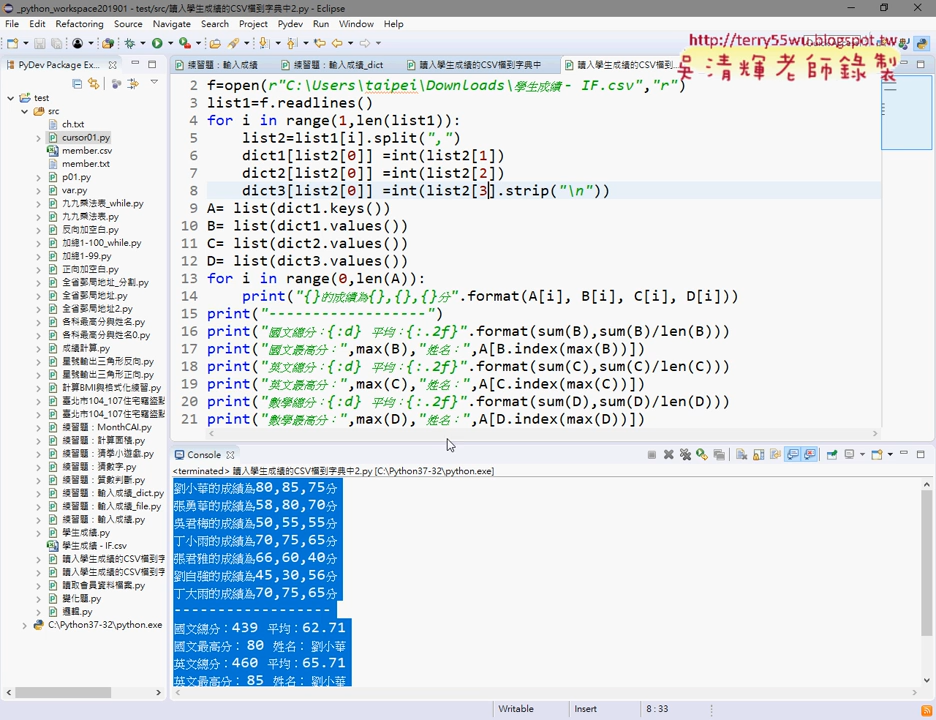 _python_workspace201901 - test/src/讀入學生成績的CSV檔到字典中2.py - Eclipse
File Edit Refactoring Source Navigate Search Project Pydev Run Window Help
http://terry55wu.blogspot.tw
吳清輝老師錄製
PyDev Package Ex...
練習題：輸入成績
練習題：輸入成績_dict
讀入學生成績的CSV檔到字典中
讀入學生成績的CSV檔到字典
test
src
ch.txt
cursor01.py
member.csv
member.txt
p01.py
var.py
九九乘法表_while.py
九九乘法表.py
反向加空白.py
加總1-100_while.py
加總1-99.py
正向加空白.py
全省郵局地址_分割.py
全省郵局地址.py
全省郵局地址2.py
各科最高分與姓名.py
各科最高分與姓名0.py
成績計算.py
星號輸出三角形反向.py
星號輸出三角形正向.py
計算BMI與格式化練習.py
臺北市104_107住宅竊盜點
臺北市104_107住宅竊盜點
練習題：MonthCAl.py
練習題：計算面積.py
練習題：猜學小遊戲.py
練習題：猜數字.py
練習題：質數判斷.py
練習題：輸入成績_dict.py
練習題：輸入成績_file.py
練習題：輸入成績.py
學生成績.py
學生成績 - IF.csv
讀入學生成績的CSV檔到字
讀入學生成績的CSV檔到字
讀取會員資料檔案.py
變化題.py
邏輯.py
C:\Python37-32\python.exe
2 f=open(r"C:\Users\taipei\DownLoads\學生成績 - IF.csv","r")
3 list1=f.readlines()
4 for i in range(1,len(list1)):
5 list2=list1[i].split(",")
6 dict1[list2[0]] =int(list2[1])
7 dict2[list2[0]] =int(list2[2])
8 dict3[list2[0]] =int(list2[3].strip("\n"))
9 A= list(dict1.keys())
10 B= list(dict1.values())
11 C= list(dict2.values())
12 D= list(dict3.values())
13 for i in range(0,len(A)):
14 print("{}的成績為{},{},{}分".format(A[i], B[i], C[i], D[i]))
15 print("------------------")
16 print("國文總分：{:d} 平均：{:.2f}".format(sum(B),sum(B)/len(B)))
17 print("國文最高分：",max(B),"姓名：",A[B.index(max(B))])
18 print("英文總分：{:d} 平均：{:.2f}".format(sum(C),sum(C)/len(C)))
19 print("英文最高分：",max(C),"姓名：",A[C.index(max(C))])
20 print("數學總分：{:d} 平均：{:.2f}".format(sum(D),sum(D)/len(D)))
21 print("數學最高分：",max(D),"姓名：",A[D.index(max(D))])
Console
<terminated> 讀入學生成績的CSV檔到字典中2.py [C:\Python37-32\python.exe]
劉小華的成績為80,85,75分
張勇華的成績為58,80,70分
吳君梅的成績為50,55,55分
丁小雨的成績為70,75,65分
張君雅的成績為66,60,40分
劉自強的成績為45,30,56分
丁大雨的成績為70,75,65分
------------------
國文總分：439 平均：62.71
國文最高分： 80 姓名： 劉小華
英文總分：460 平均：65.71
英文最高分： 85 姓名： 劉小華
Writable Insert 8 : 33